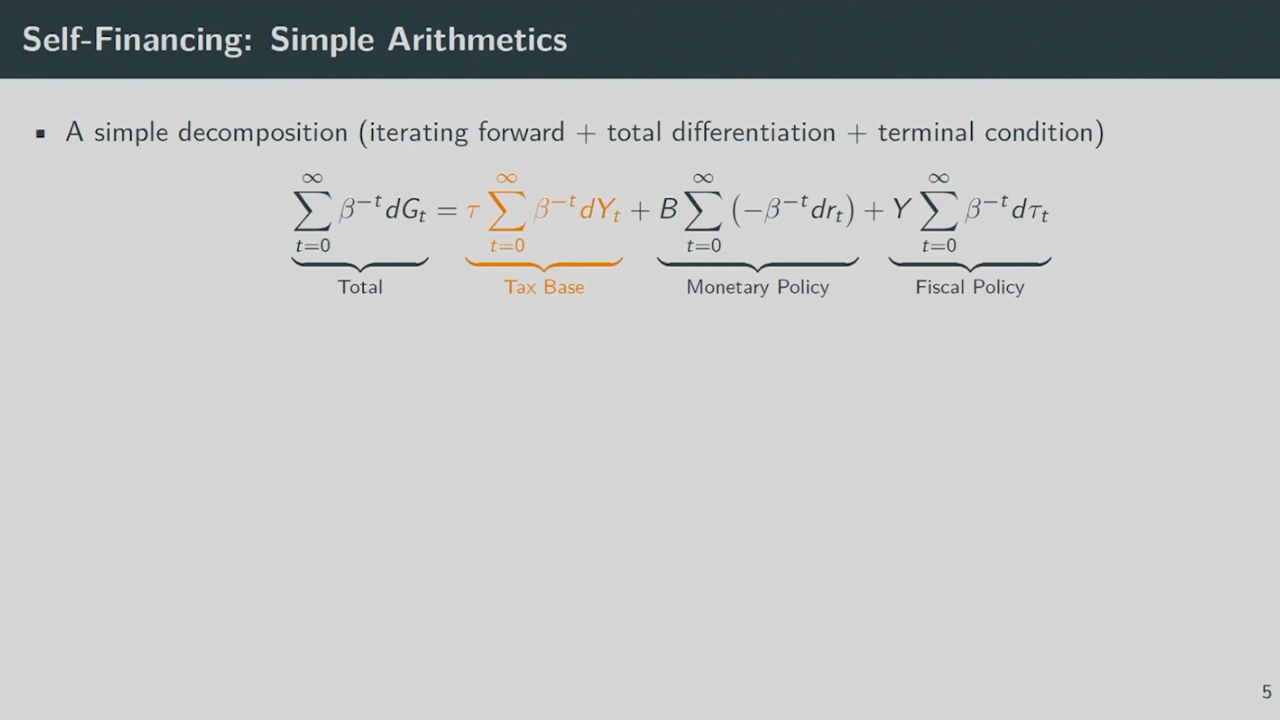 Self-Financing: Simple Arithmetics
▪ A simple decomposition (iterating forward + total differentiation + terminal condition)
∑_{t=0}^{∞} β^{−t} dG_t = τ ∑_{t=0}^{∞} β^{−t} dY_t + B ∑_{t=0}^{∞} (−β^{−t} dr_t) + Y ∑_{t=0}^{∞} β^{−t} dτ_t
Total Tax Base Monetary Policy Fiscal Policy
5